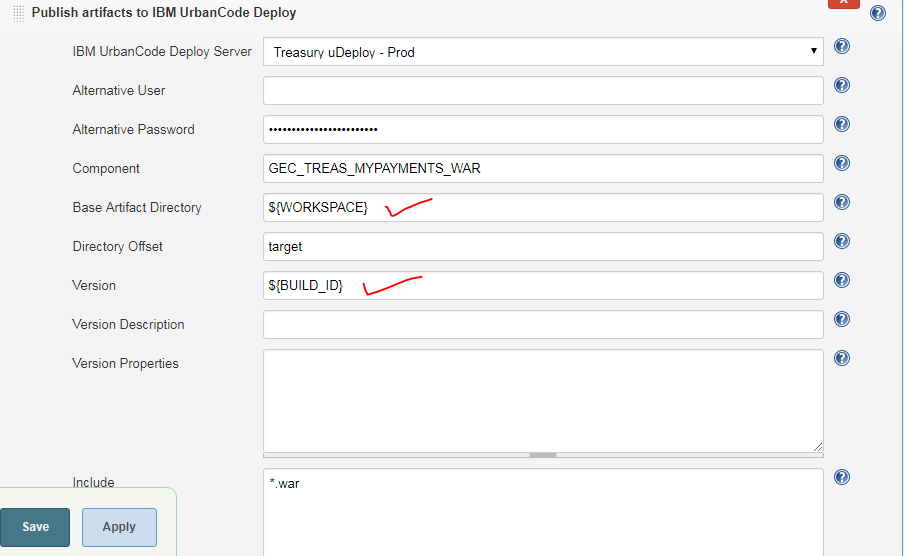 Publish artifacts to IBM UrbanCode Deploy
X
IBM UrbanCode Deploy Server
Treasury uDeploy - Prod
Alternative User
Alternative Password
••••••••••••••••••••••••
Component
GEC_TREAS_MYPAYMENTS_WAR
Base Artifact Directory
${WORKSPACE}
Directory Offset
target
Version
${BUILD_ID}
Version Description
Version Properties
Include
*.war
Save
Apply